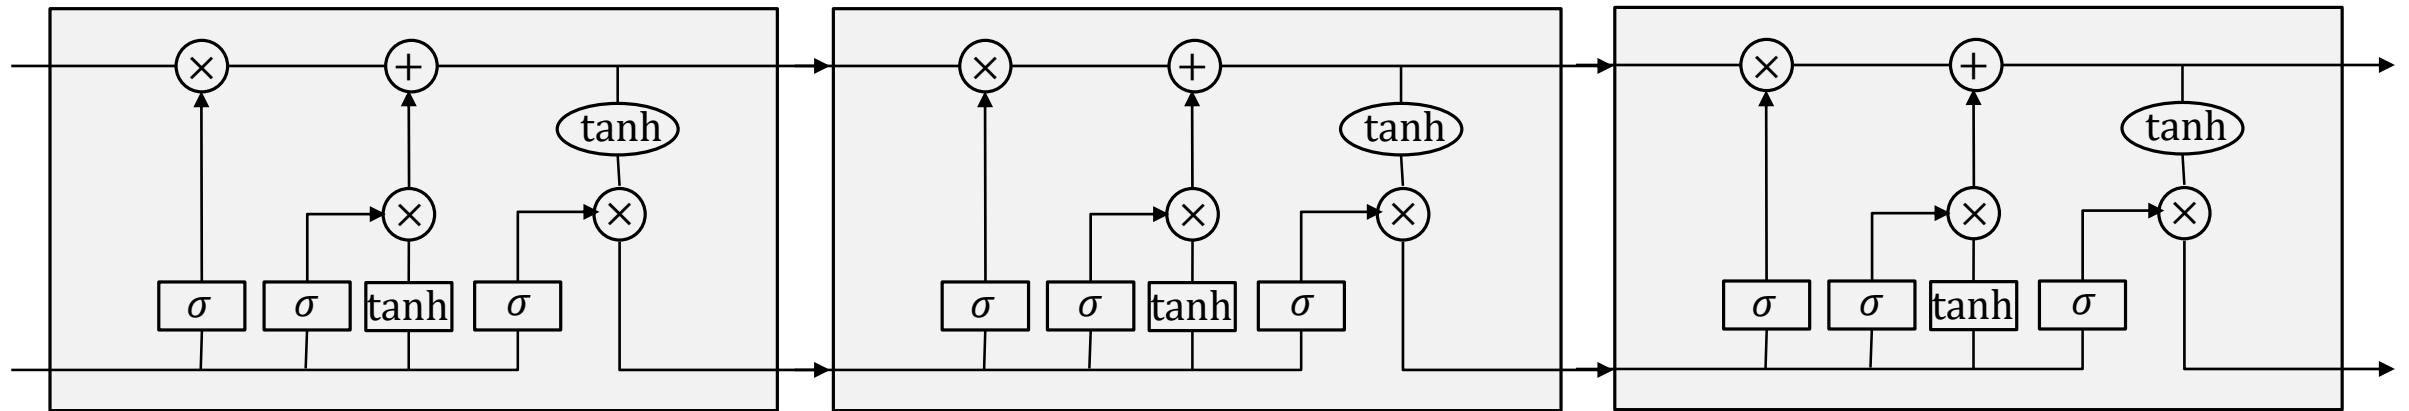 × + × + × +
tanh tanh tanh
× × × × × ×
σ σ tanh σ σ σ tanh σ σ σ tanh σ